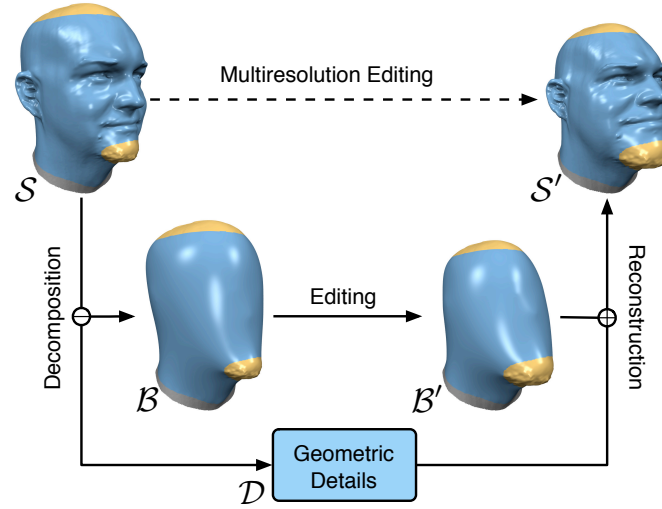 Multiresolution Editing
𝒮
𝒮′
Decomposition
Editing
Reconstruction
ℬ
ℬ′
Geometric
Details
𝒟